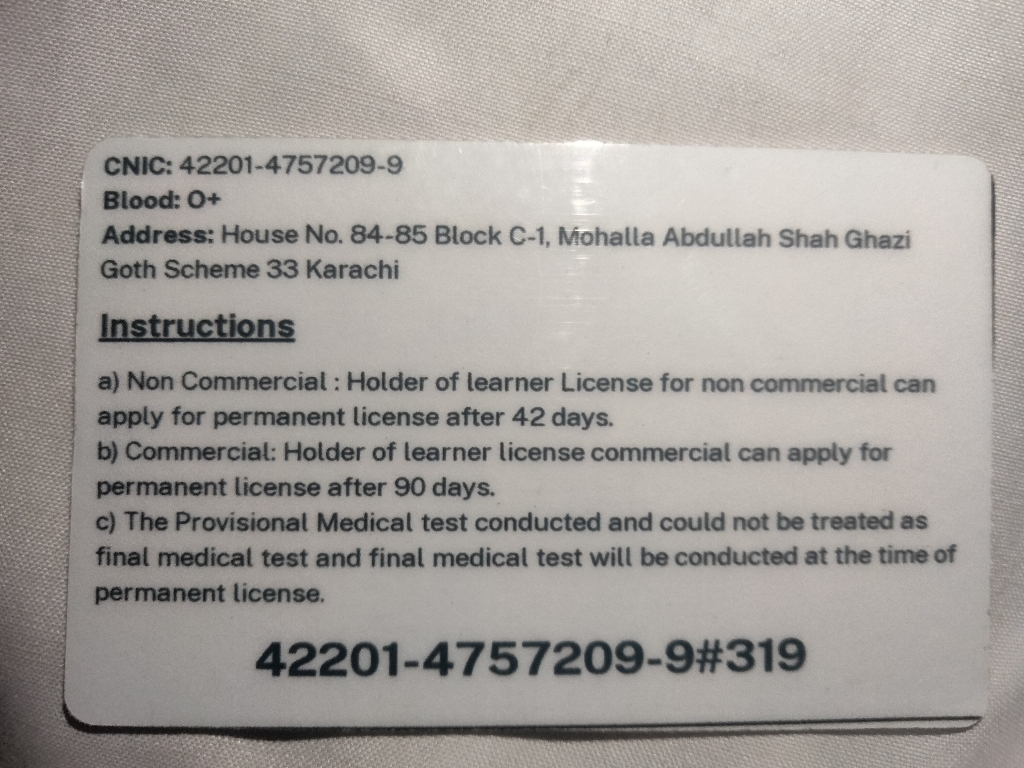 CNIC: 42201-4757209-9
Blood: O+
Address: House No. 84-85 Block C-1, Mohalla Abdullah Shah Ghazi
Goth Scheme 33 Karachi
Instructions
a) Non Commercial : Holder of learner License for non commercial can
apply for permanent license after 42 days.
b) Commercial: Holder of learner license commercial can apply for
permanent license after 90 days.
c) The Provisional Medical test conducted and could not be treated as
final medical test and final medical test will be conducted at the time of
permanent license.
42201-4757209-9#319